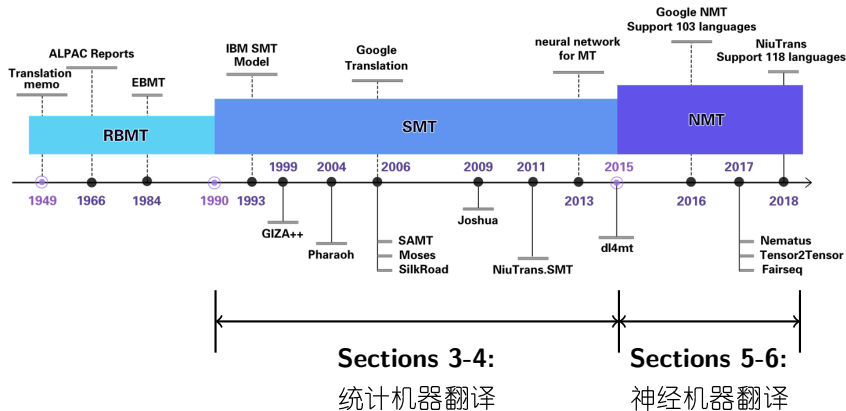 Google NMT
Support 103 languages
ALPAC Reports
IBM SMT
Model
Google
Translation
neural network
for MT
NiuTrans
Support 118 languages
Translation
memo
EBMT
RBMT
SMT
NMT
1999
2004
2006
2009
2011
2015
2017
1949
1966
1984
1990
1993
2013
2016
2018
GIZA++
Pharaoh
SAMT
Moses
SilkRoad
Joshua
NiuTrans.SMT
dl4mt
Nematus
Tensor2Tensor
Fairseq
Sections 3-4:
统计机器翻译
Sections 5-6:
神经机器翻译